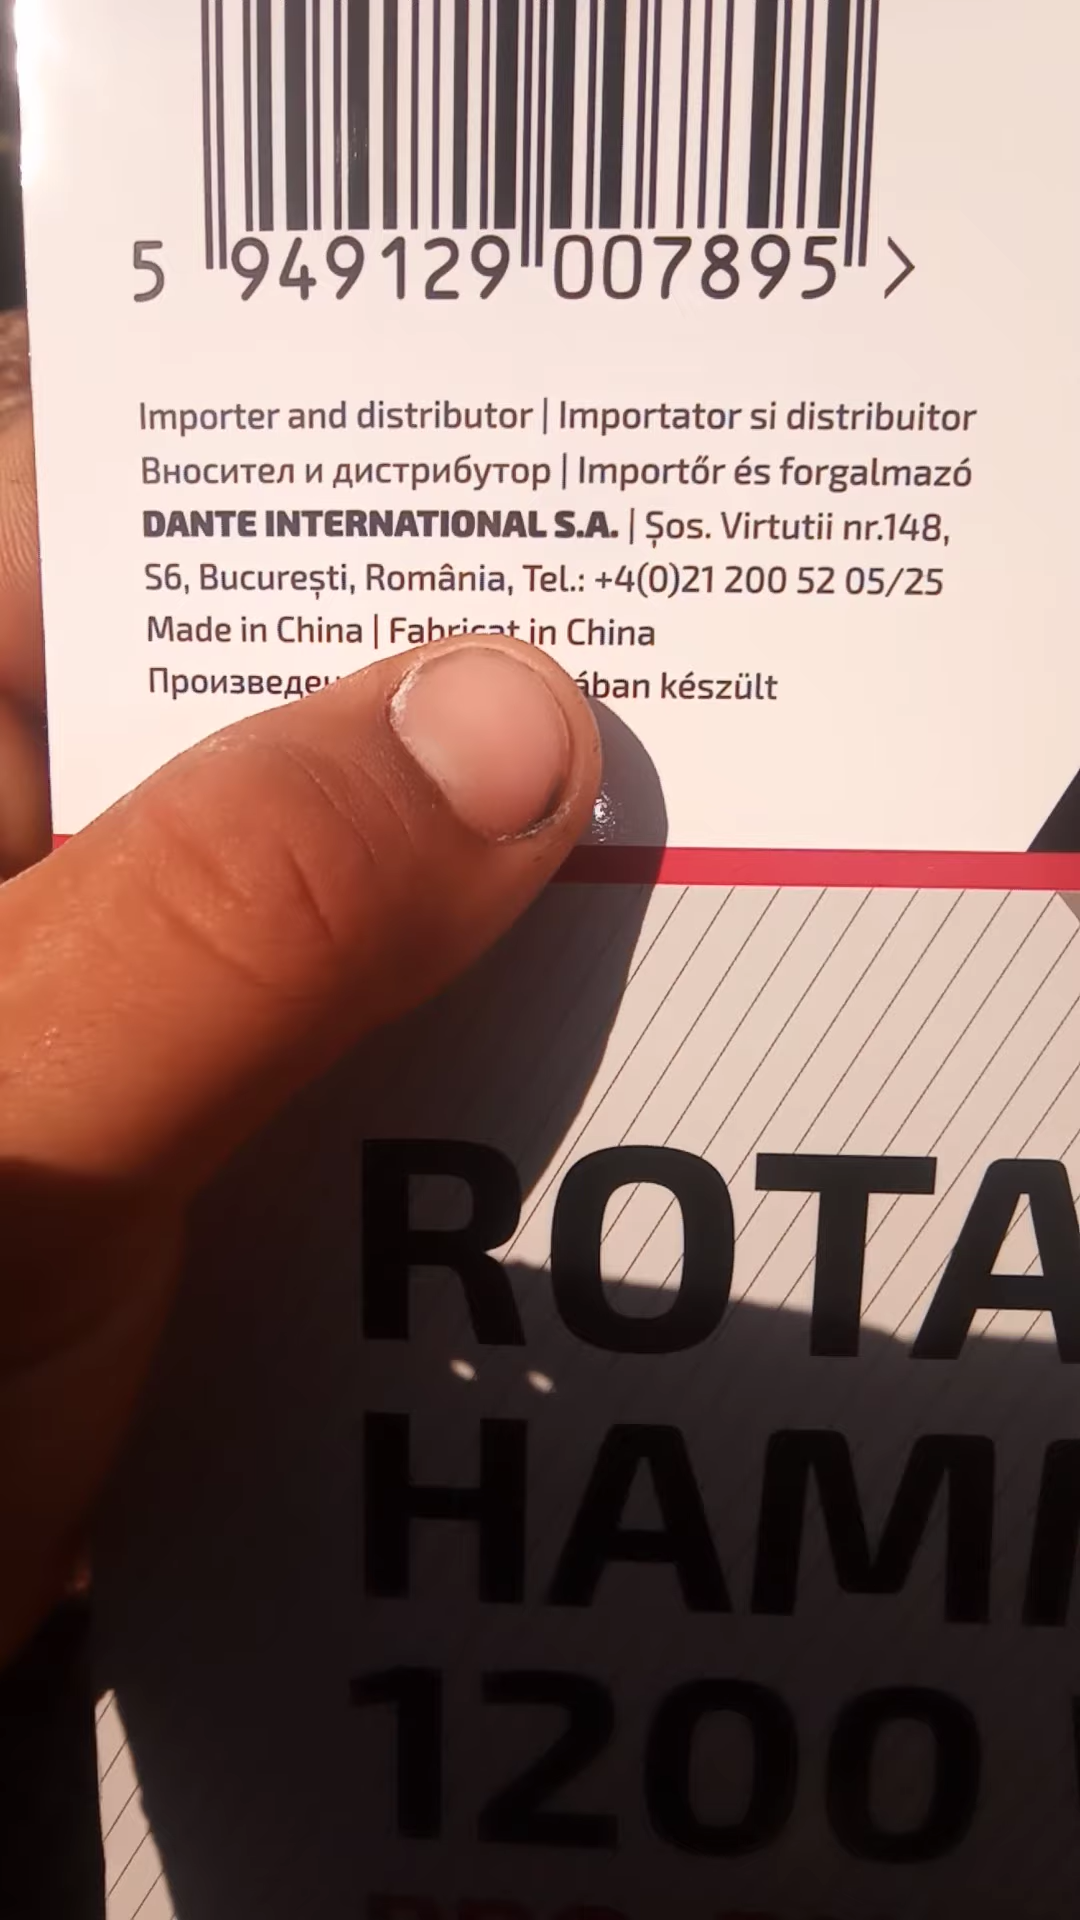 5 949129 007895 >
Importer and distributor | Importator si distribuitor
Вносител и дистрибутор | Importőr és forgalmazó
DANTE INTERNATIONAL S.A. | Șos. Virtutii nr.148,
S6, București, România, Tel.: +4(0)21 200 52 05/25
Made in China | Fabricat in China
készült
ROTA
HAMM
1200